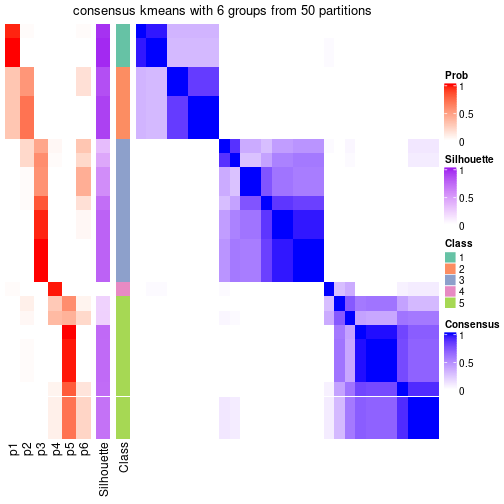 consensus kmeans with 6 groups from 50 partitions
Prob
1
0.5
0
Silhouette
1
0.5
0
Class
1
2
3
4
5
Consensus
1
0.5
0
p1
p2
p3
p4
p5
p6
Silhouette
Class